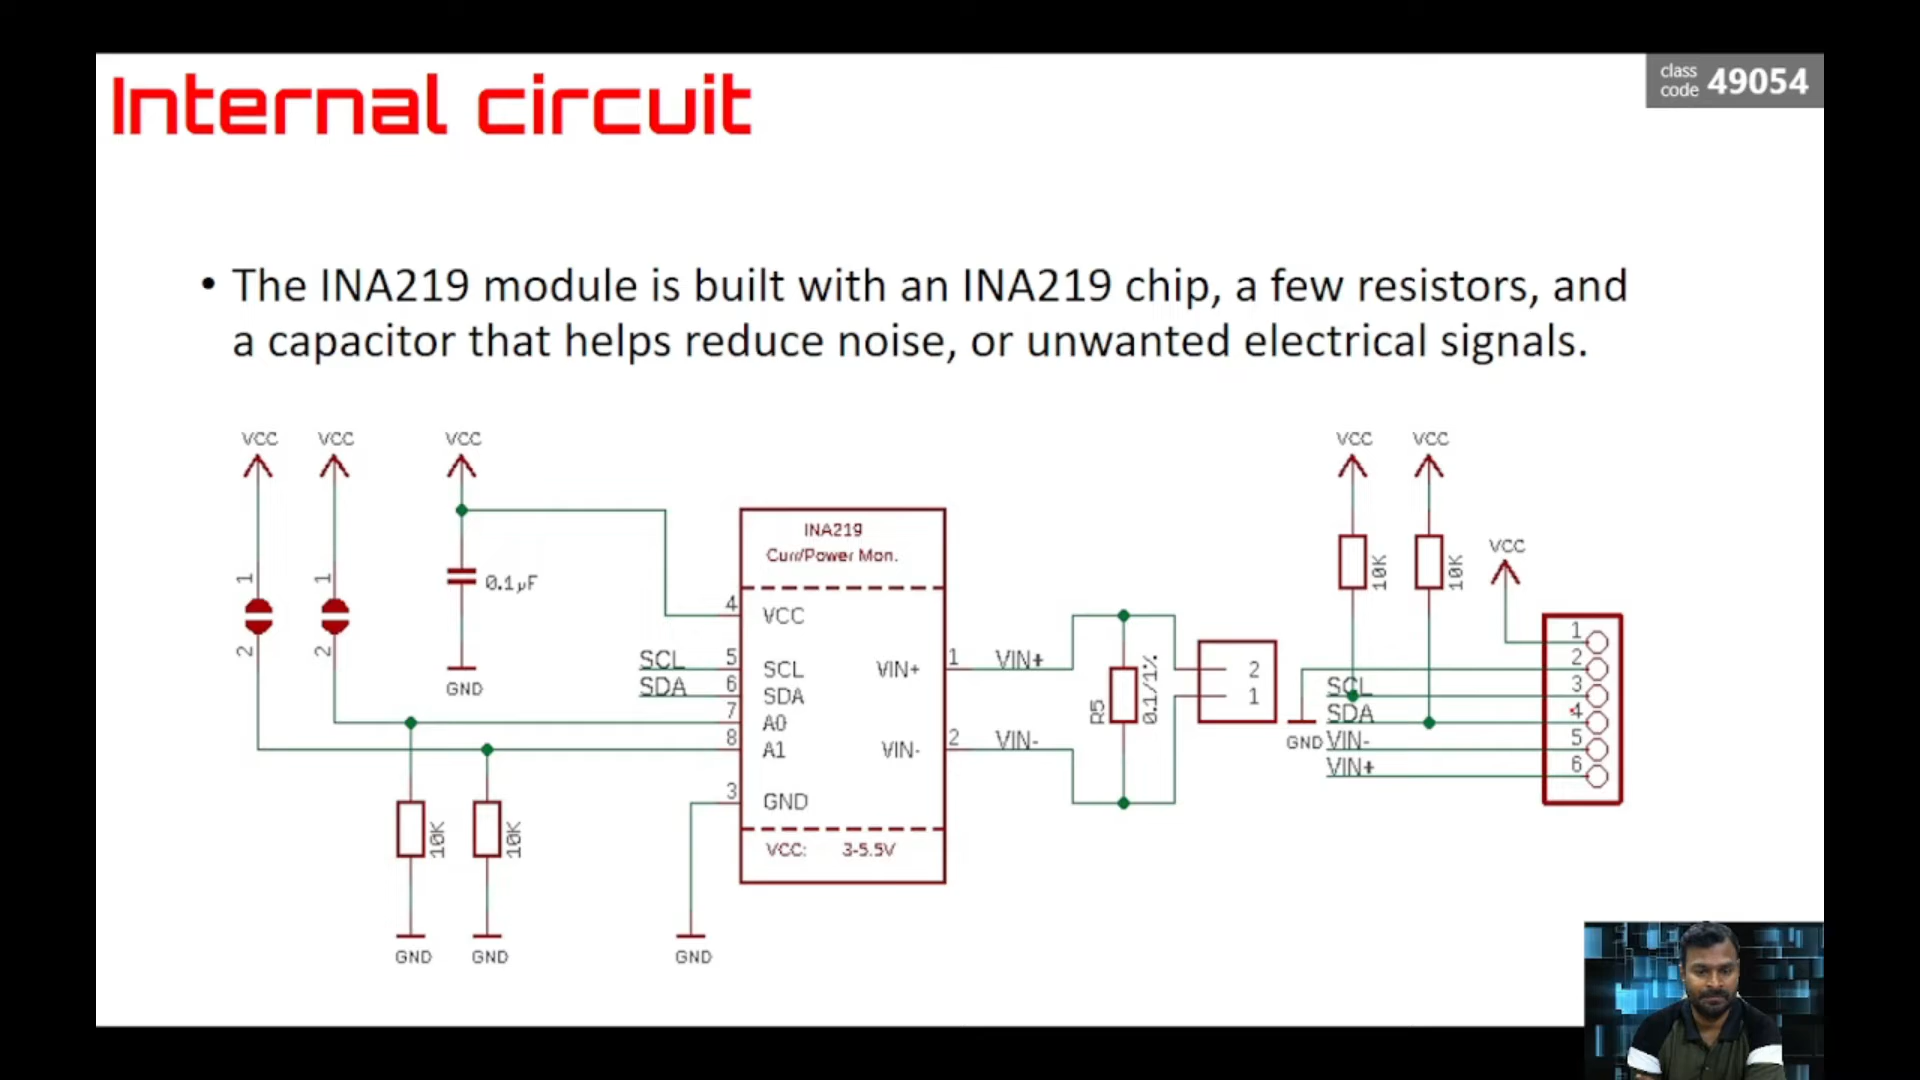 Internal circuit
class code 49054
• The INA219 module is built with an INA219 chip, a few resistors, and
a capacitor that helps reduce noise, or unwanted electrical signals.
VCC VCC VCC VCC VCC
INA219
Curr/Power Mon.
VCC
10K 10K
1 1 0.1µF
4 VCC
1
2 2
SCL 5 SCL VIN+ 1 VIN+ 2 2
SDA 6 SDA 1 SCL 3
GND
R5 0.1/1%
7 A0 SDA 4
8 A1 VIN- 2 VIN- GND VIN- 5
VIN+ 6
3 GND
10K 10K
VCC: 3-5.5V
GND GND GND